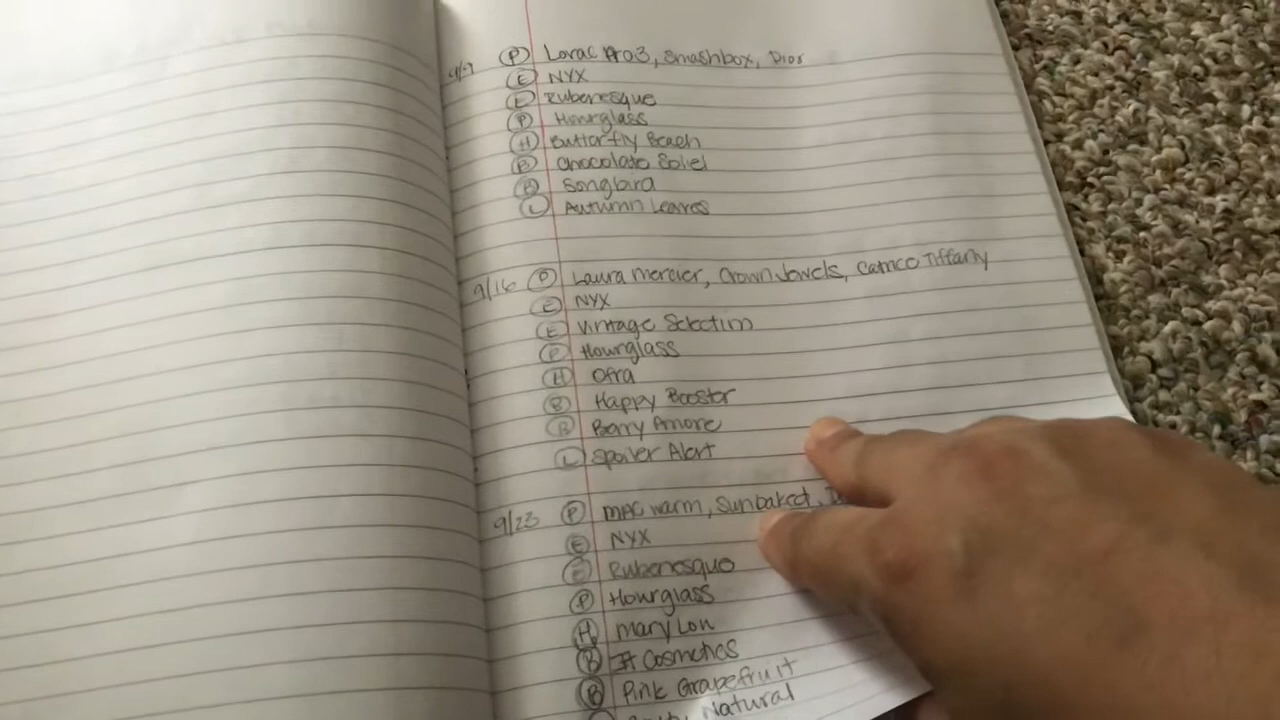 9/9 P Lorac Pro3, Smashbox, Dior
E NYX
E Rubenesque
P Hourglass
H Butterfly Beach
B Chocolate Soleil
B Songbird
L Autumn Leaves
9/16 P Laura mercier, Crown Jewels, Tiffany
E NYX
E Vintage Selection
P Hourglass
H Ofra
B Happy Booster
B Berry Amore
L Spoiler Alert
9/23 P MAC warm, Sunbaked,
E NYX
E Rubenesque
P Hourglass
H Mary Lou
B It Cosmetics
B Pink Grapefruit
Natural